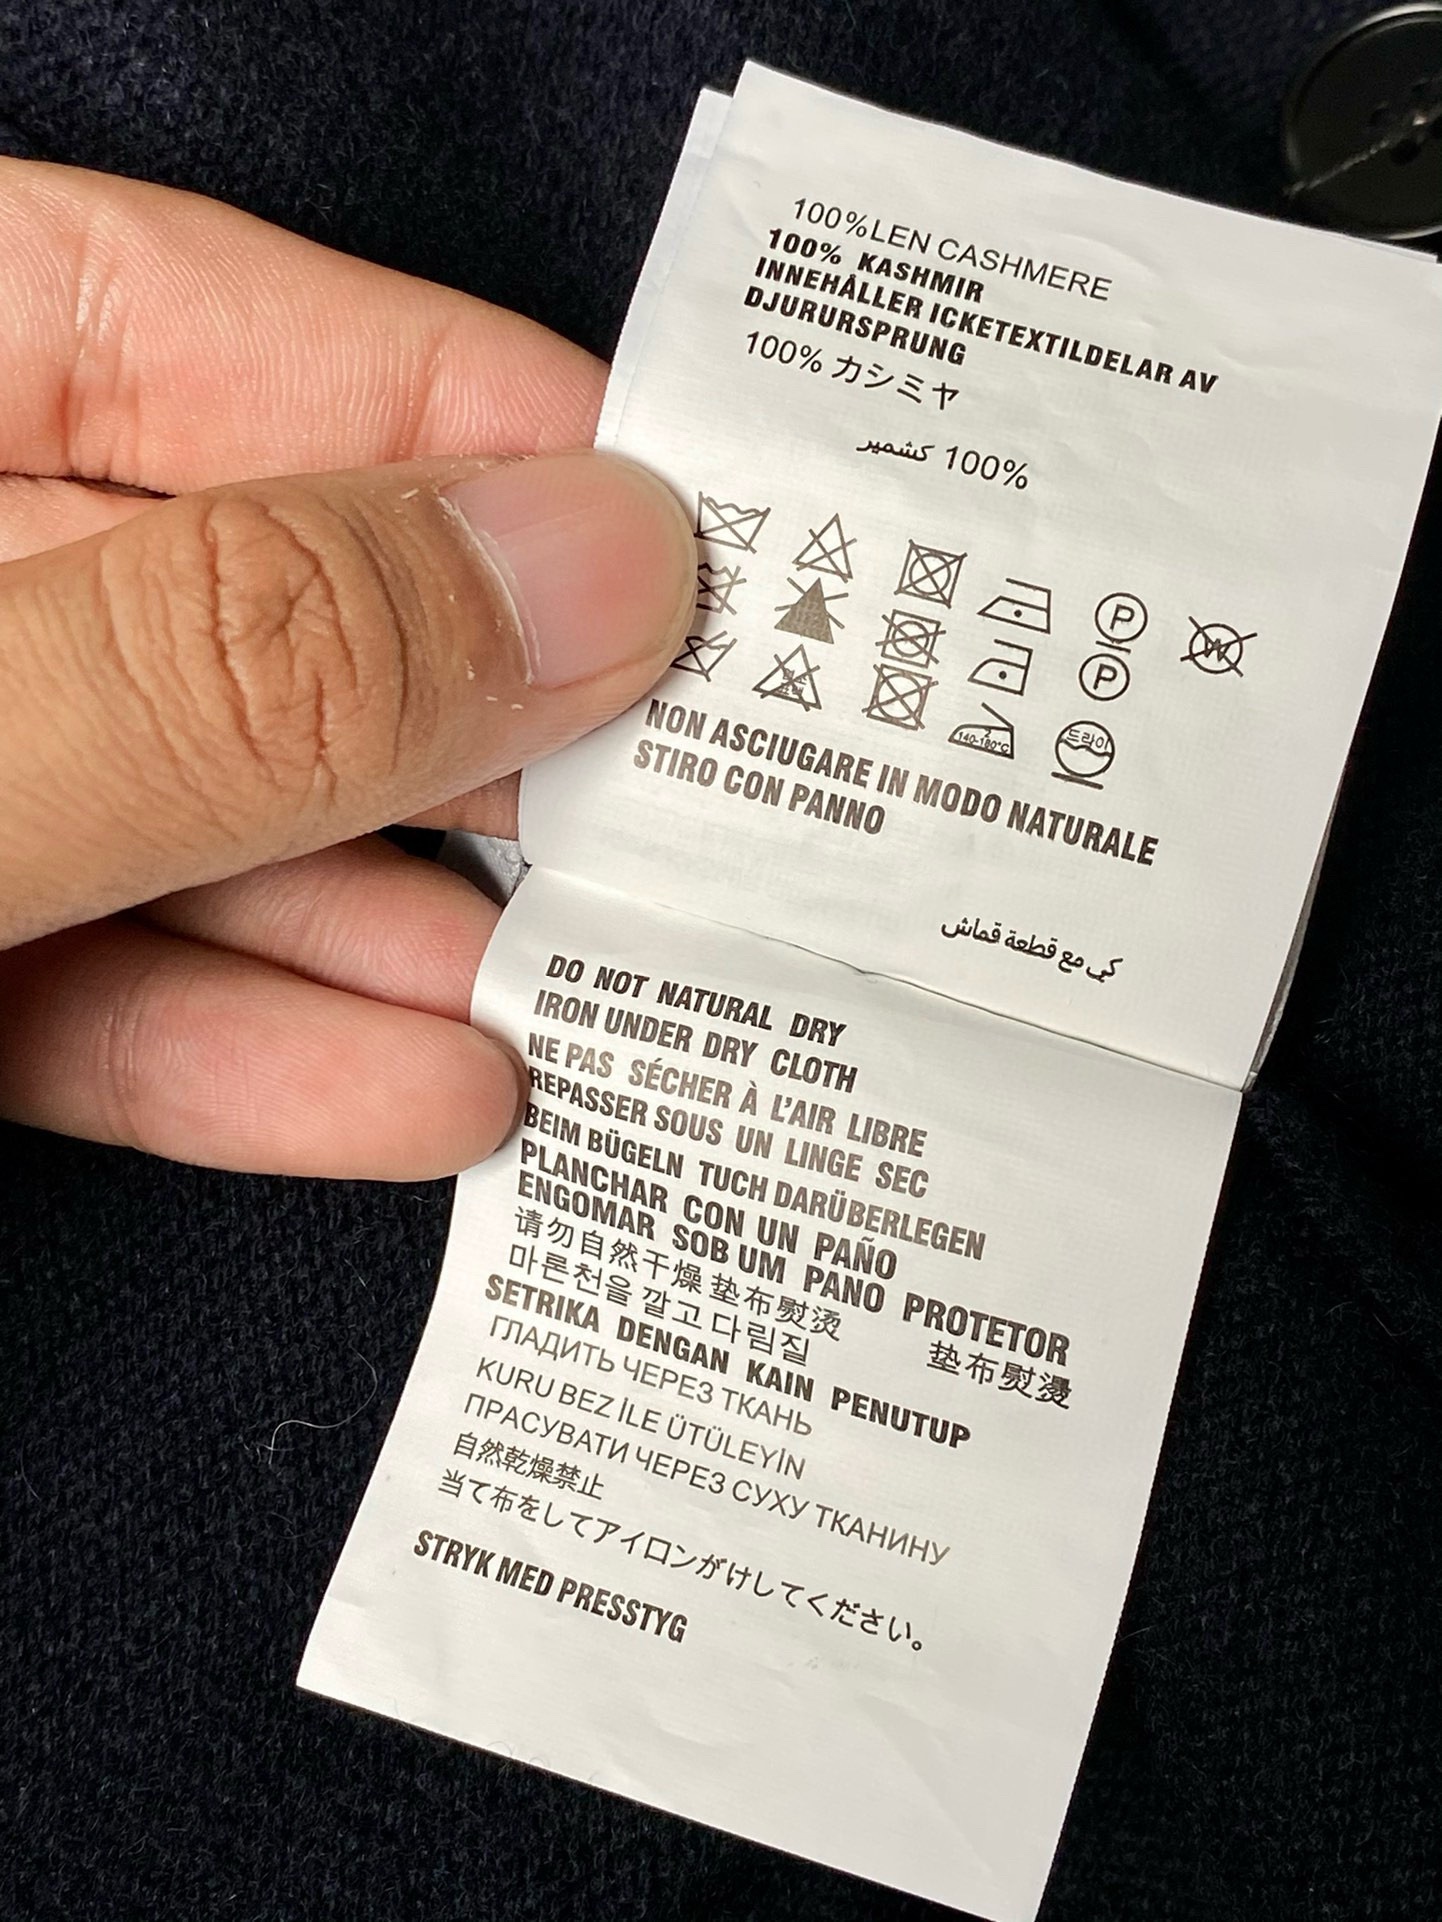 100%LEN CASHMERE
100% KASHMIR
INNEHÅLLER ICKETEXTILDELAR AV
DJURURSPRUNG
100% カシミヤ
100% كشمير
P
W
P
140-160°C
드라이
NON ASCIUGARE IN MODO NATURALE
STIRO CON PANNO
كي مع قطعة قماش
DO NOT NATURAL DRY
IRON UNDER DRY CLOTH
NE PAS SÉCHER À L'AIR LIBRE
REPASSER SOUS UN LINGE SEC
BEIM BÜGELN TUCH DARÜBERLEGEN
PLANCHAR CON UN PAÑO
ENGOMAR SOB UM PANO PROTETOR
请勿自然干燥 垫布熨烫 垫布熨燙
마른천을 깔고 다림질
SETRIKA DENGAN KAIN PENUTUP
ГЛАДИТЬ ЧЕРЕЗ ТКАНЬ
KURU BEZ İLE ÜTÜLEYİN
ПРАСУВАТИ ЧЕРЕЗ СУХУ ТКАНИНУ
自然乾燥禁止
当て布をしてアイロンがけしてください。
STRYK MED PRESSTYG